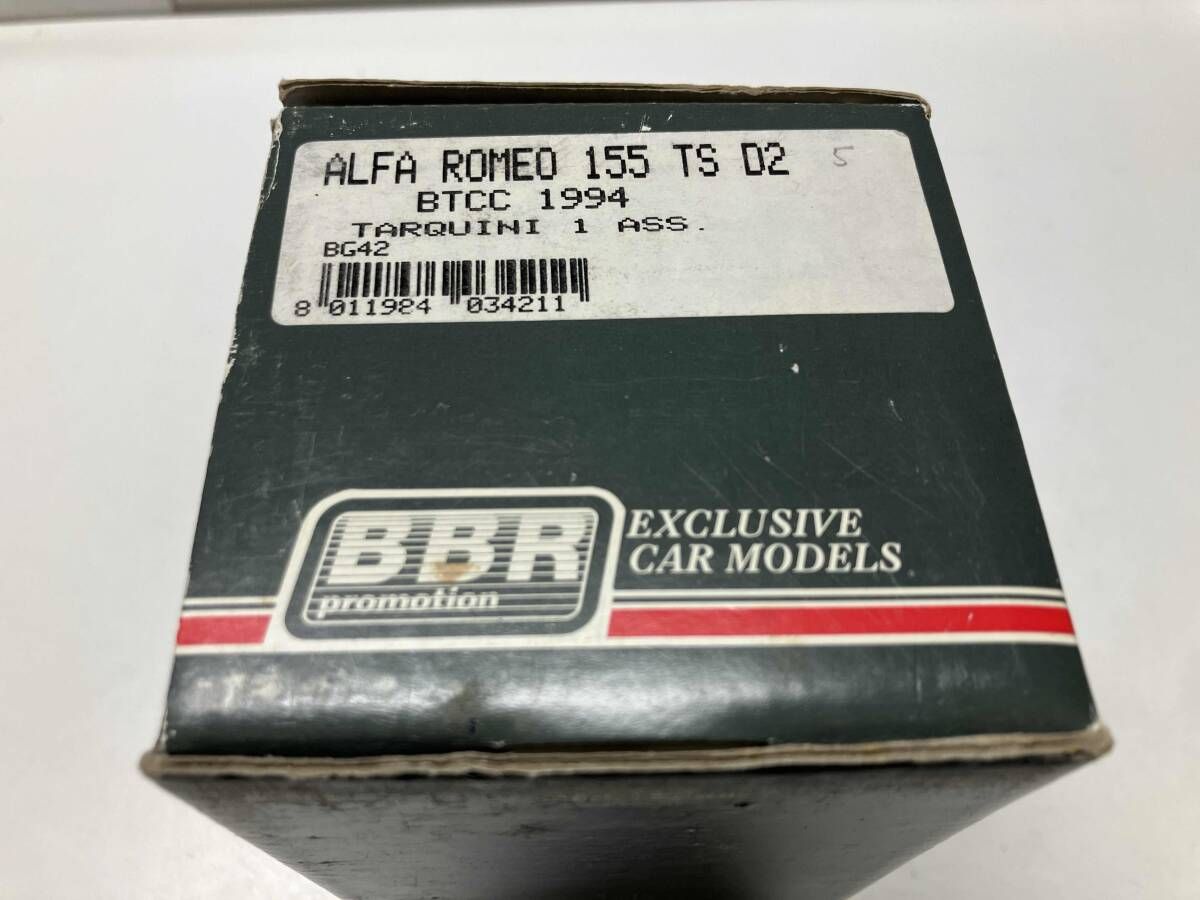 ALFA ROMEO 155 TS D2 5
BTCC 1994
TARQUINI 1 ASS.
BG42
8 011984 034211
BBR
promotion
EXCLUSIVE
CAR MODELS